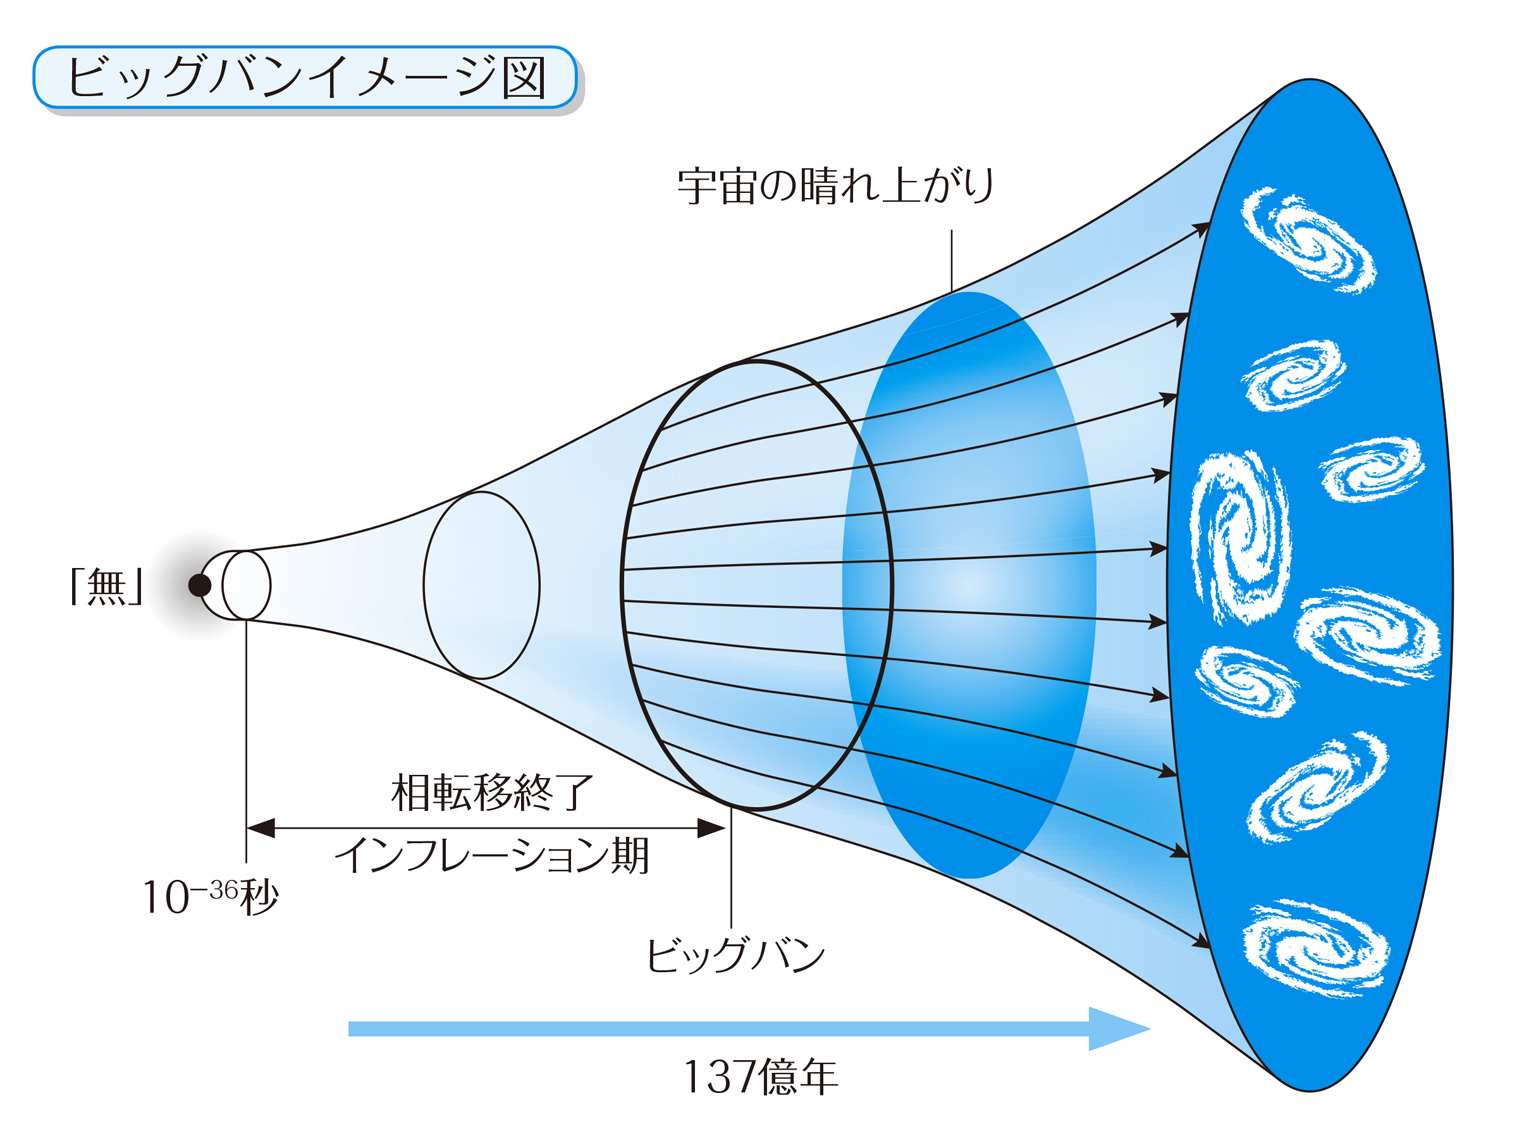 ビッグバンイメージ図
宇宙の晴れ上がり
「無」
相転移終了
インフレーション期
10⁻³⁶秒
ビッグバン
137億年